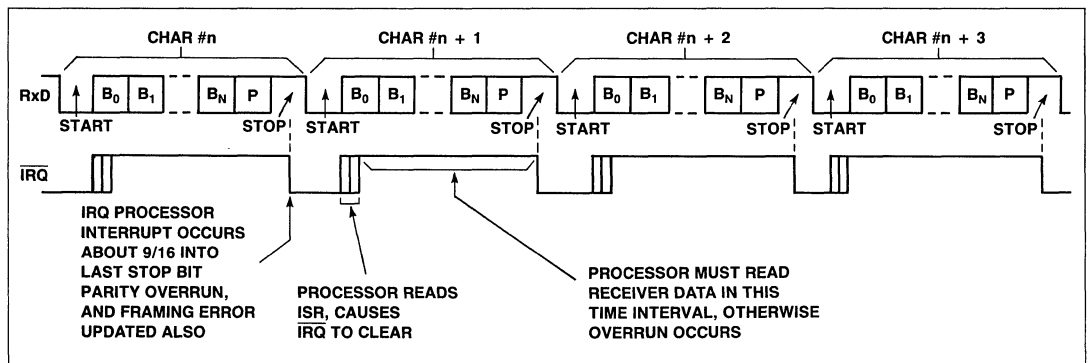 CHAR #n CHAR #n + 1 CHAR #n + 2 CHAR #n + 3
RxD B0 B1 BN P B0 B1 BN P B0 B1 BN P B0 B1 BN P
START STOP START STOP START STOP START STOP
IRQ
IRQ PROCESSOR
INTERRUPT OCCURS
ABOUT 9/16 INTO
LAST STOP BIT
PARITY OVERRUN,
AND FRAMING ERROR
UPDATED ALSO
PROCESSOR READS
ISR, CAUSES
IRQ TO CLEAR
PROCESSOR MUST READ
RECEIVER DATA IN THIS
TIME INTERVAL, OTHERWISE
OVERRUN OCCURS